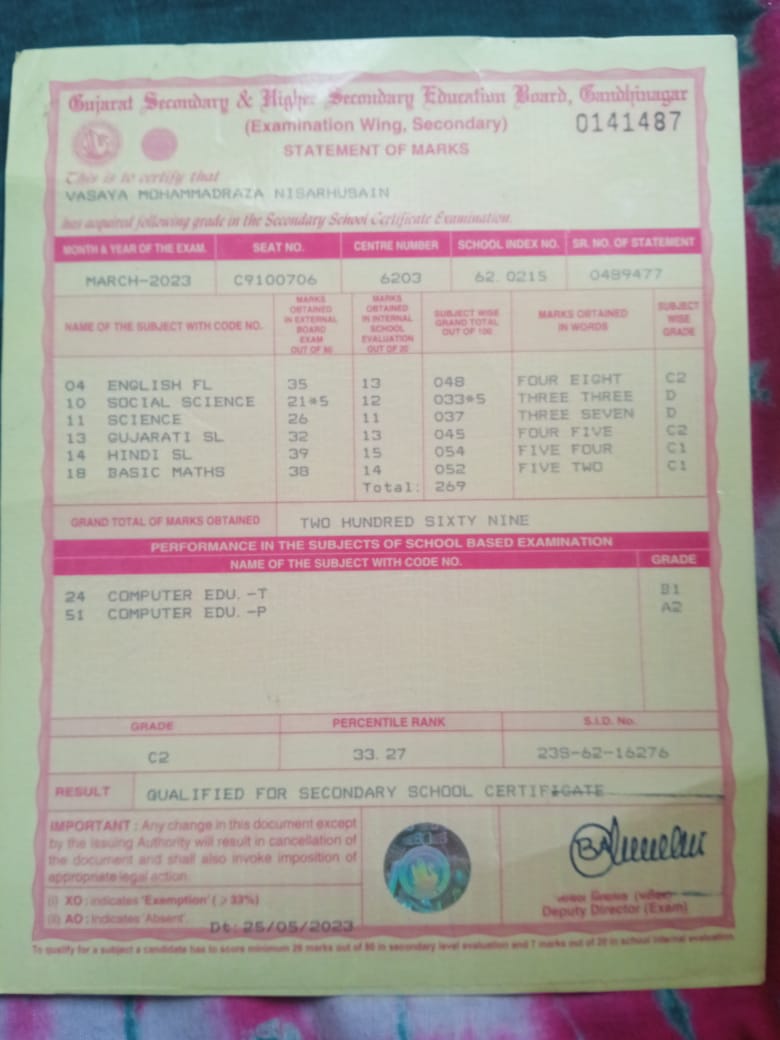 Gujarat Secondary & Higher Secondary Education Board, Gandhinagar
(Examination Wing, Secondary)
0141487
STATEMENT OF MARKS
This is to certify that
VASAYA MOHAMMADRAZA NISARHUSAIN
has acquired following grade in the Secondary School Certificate Examination.
MONTH & YEAR OF THE EXAM. SEAT NO. CENTRE NUMBER SCHOOL INDEX NO. SR. NO. OF STATEMENT
MARCH-2023 C9100706 6203 62.0215 0489477
NAME OF THE SUBJECT WITH CODE NO.
MARKS OBTAINED IN EXTERNAL BOARD EXAM OUT OF 80
MARKS OBTAINED IN INTERNAL SCHOOL EVALUATION OUT OF 20
SUBJECT WISE GRAND TOTAL OUT OF 100
MARKS OBTAINED IN WORDS
SUBJECT WISE GRADE
04 ENGLISH FL 35 13 048 FOUR EIGHT C2
10 SOCIAL SCIENCE 21*5 12 033*5 THREE THREE D
11 SCIENCE 26 11 037 THREE SEVEN D
13 GUJARATI SL 32 13 045 FOUR FIVE C2
14 HINDI SL 39 15 054 FIVE FOUR C1
18 BASIC MATHS 38 14 052 FIVE TWO C1
Total: 269
GRAND TOTAL OF MARKS OBTAINED TWO HUNDRED SIXTY NINE
PERFORMANCE IN THE SUBJECTS OF SCHOOL BASED EXAMINATION
NAME OF THE SUBJECT WITH CODE NO. GRADE
24 COMPUTER EDU. -T B1
51 COMPUTER EDU. -P A2
GRADE PERCENTILE RANK S.I.D. No.
C2 33.27 23S-62-16276
RESULT QUALIFIED FOR SECONDARY SCHOOL CERTIFICATE
IMPORTANT : Any change in this document except
by the issuing Authority will result in cancellation of
the document and shall also invoke imposition of
appropriate legal action.
(i) XO : indicates 'Exemption' ( ≥ 33%)
(ii) AO : Indicates 'Absent'.
Dt: 25/05/2023
Deputy Director (Exam)
To qualify for a subject a candidate has to score minimum 26 marks out of 80 in secondary level evaluation and 7 marks out of 20 in school internal evaluation.